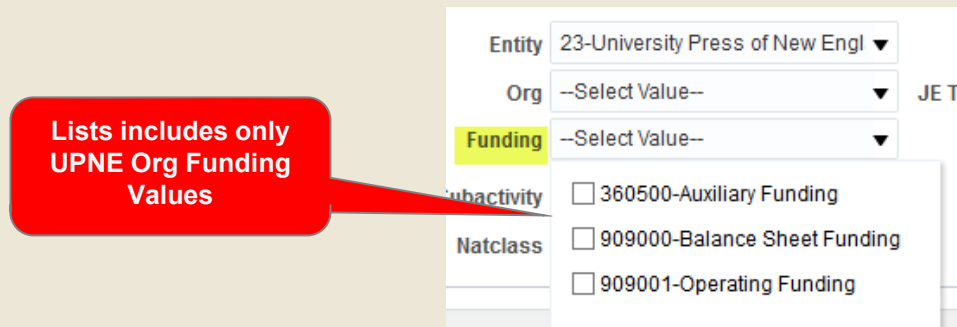 Entity 23-University Press of New Engl
Org --Select Value-- JE T
Lists includes only
UPNE Org Funding
Values
Funding --Select Value--
ubactivity 360500-Auxiliary Funding
Natclass 909000-Balance Sheet Funding
909001-Operating Funding